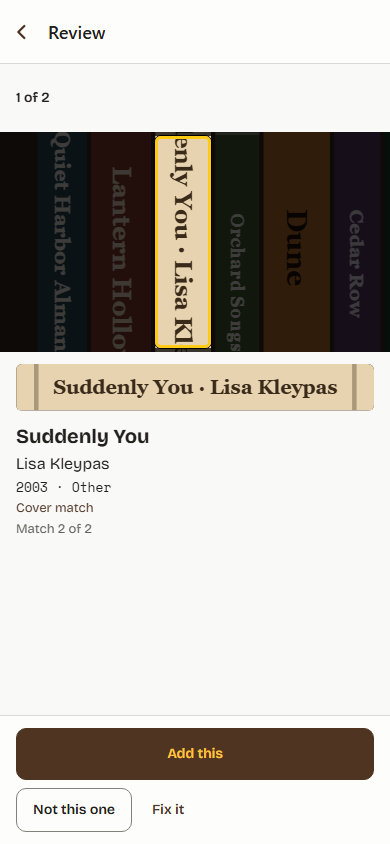 Review
1 of 2
Quiet Harbor Alman
Lantern Hollo
enly You · Lisa Kl
Orchard Songs
Dune
Cedar Row
Suddenly You · Lisa Kleypas
Suddenly You
Lisa Kleypas
2003 · Other
Cover match
Match 2 of 2
Add this
Not this one
Fix it